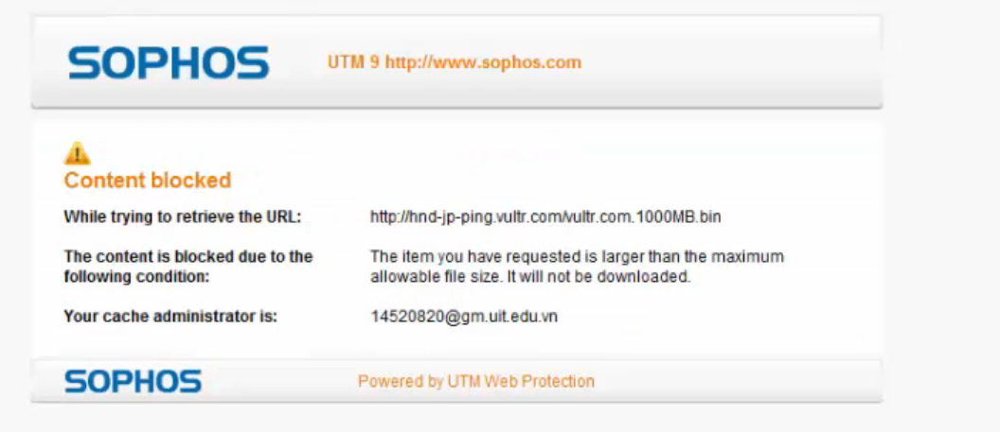 SOPHOS UTM 9 http://www.sophos.com
Content blocked
While trying to retrieve the URL: http://hnd-jp-ping.vultr.com/vultr.com.1000MB.bin
The content is blocked due to the The item you have requested is larger than the maximum
following condition: allowable file size. It will not be downloaded.
Your cache administrator is: 14520820@gm.uit.edu.vn
SOPHOS Powered by UTM Web Protection